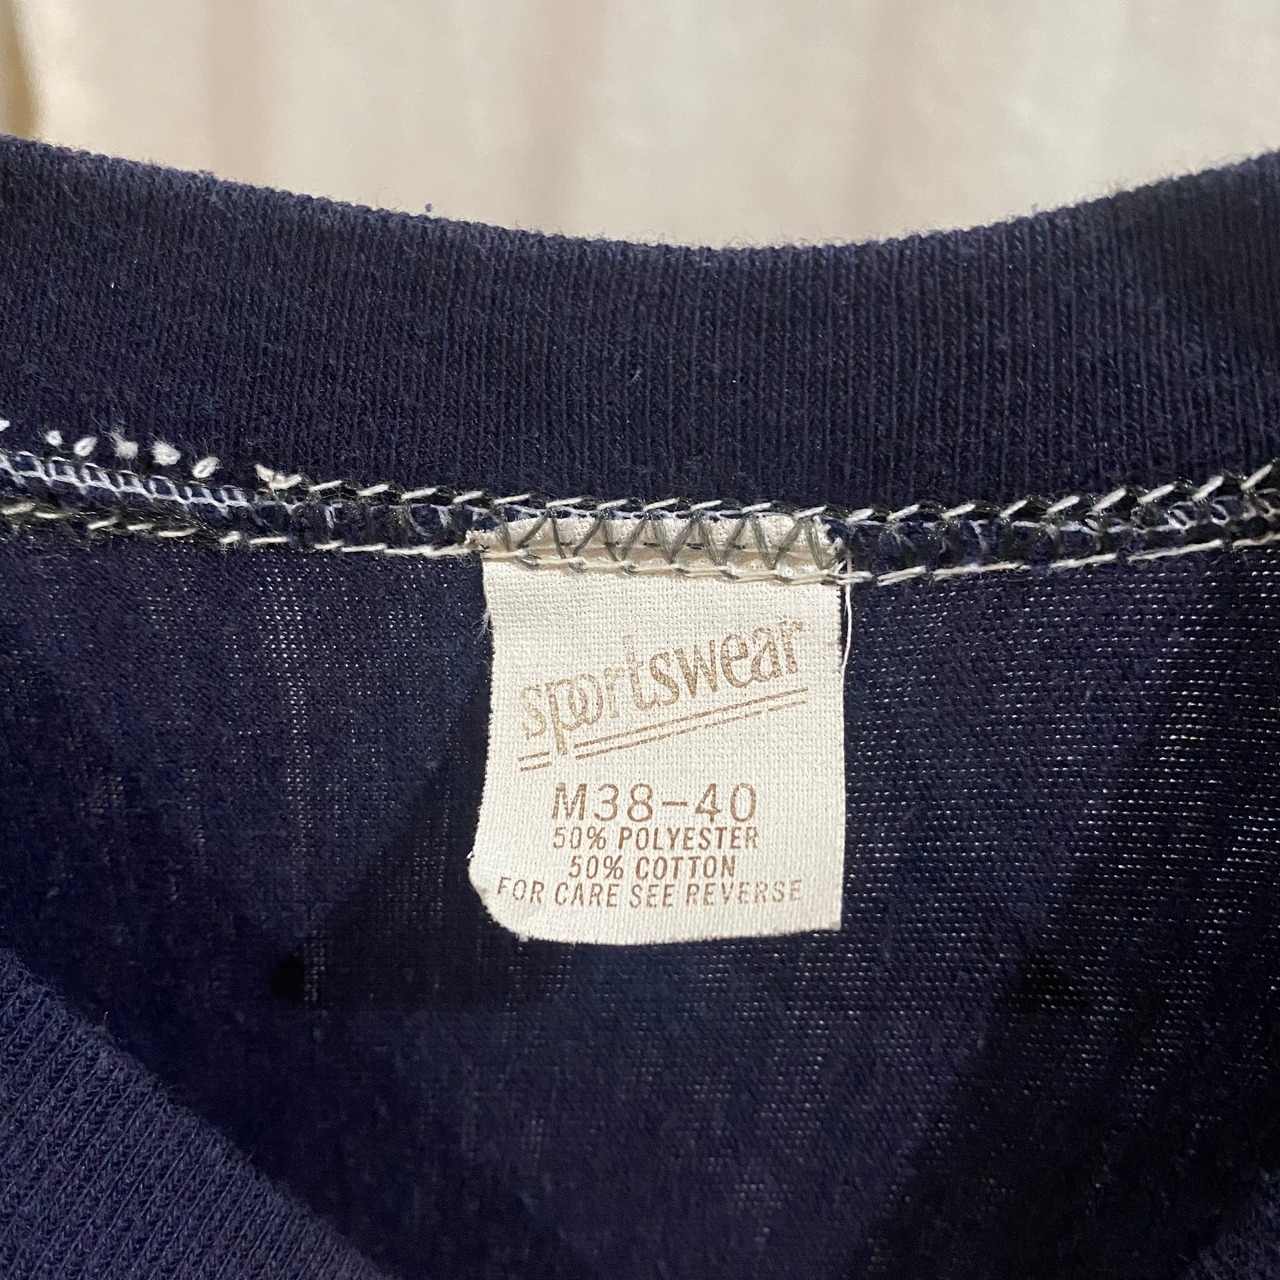 sportswear
M38-40
50% POLYESTER
50% COTTON
FOR CARE SEE REVERSE